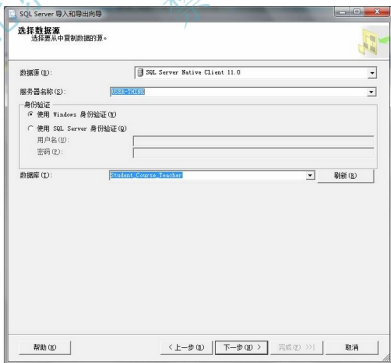 SQL Server 导入和导出向导
选择数据源
选择要从中复制数据的源。
数据源(D):
SQL Server Native Client 11.0
服务器名称(S):
身份验证
使用 Windows 身份验证(W)
使用 SQL Server 身份验证(Q)
用户名(U):
密码(P):
数据库(T):
Student_Course_Teacher
刷新(R)
帮助(H)
< 上一步(B)
下一步(N) >
完成(F) >>|
取消